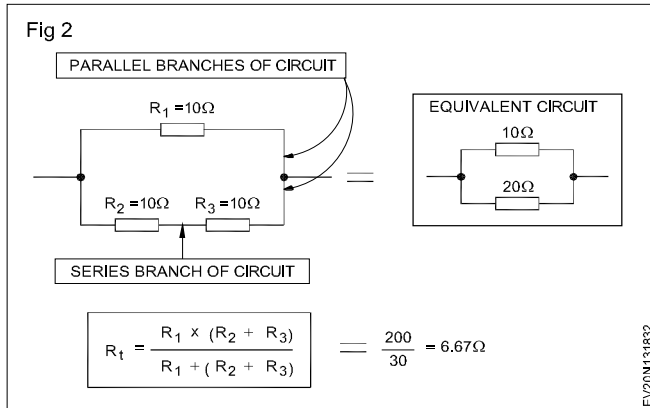 Fig 2
PARALLEL BRANCHES OF CIRCUIT
R1 =10Ω
R2 =10Ω R3 =10Ω
SERIES BRANCH OF CIRCUIT
=
EQUIVALENT CIRCUIT
10Ω
20Ω
Rt = R1 x (R2 + R3) / R1 + ( R2 + R3) = 200 / 30 = 6.67Ω
EV20N131832